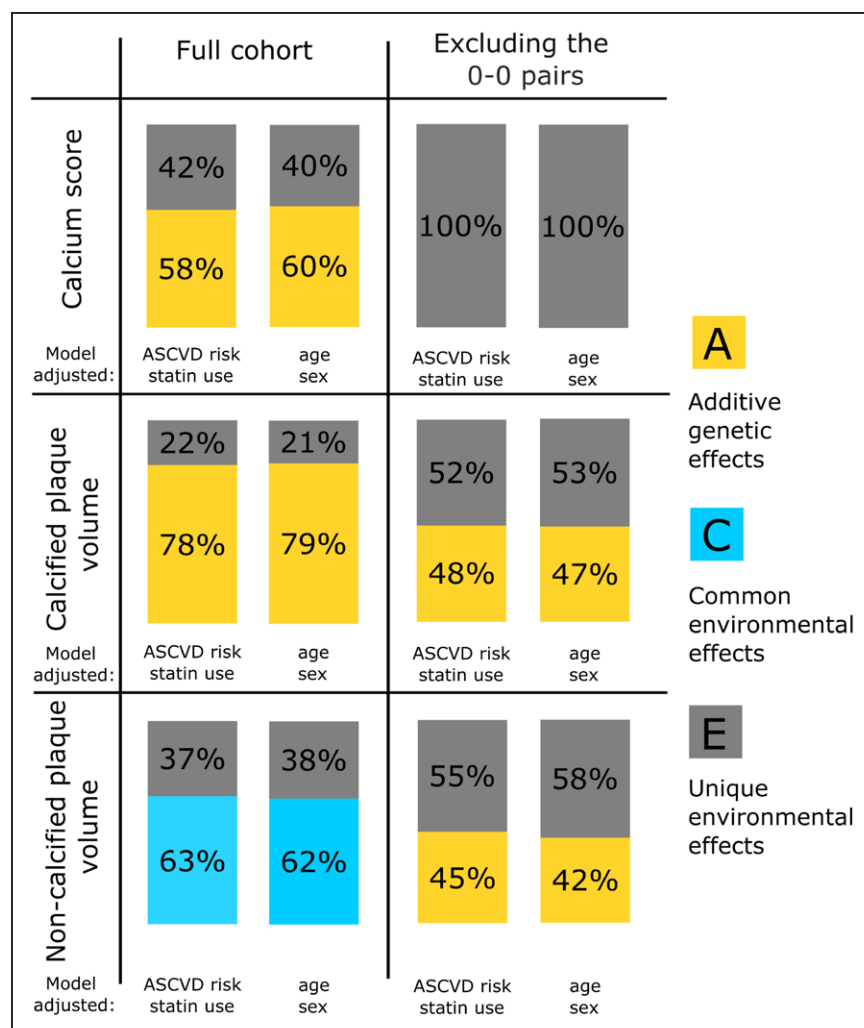 Full cohort
Excluding the
0-0 pairs
Calcium score
42%
40%
58%
60%
100%
100%
Model
adjusted:
ASCVD risk
statin use
age
sex
ASCVD risk
statin use
age
sex
Calcified plaque
volume
22%
21%
78%
79%
52%
53%
48%
47%
Model
adjusted:
ASCVD risk
statin use
age
sex
ASCVD risk
statin use
age
sex
Non-calcified plaque
volume
37%
38%
63%
62%
55%
58%
45%
42%
Model
adjusted:
ASCVD risk
statin use
age
sex
ASCVD risk
statin use
age
sex
A
Additive
genetic
effects
C
Common
environmental
effects
E
Unique
environmental
effects